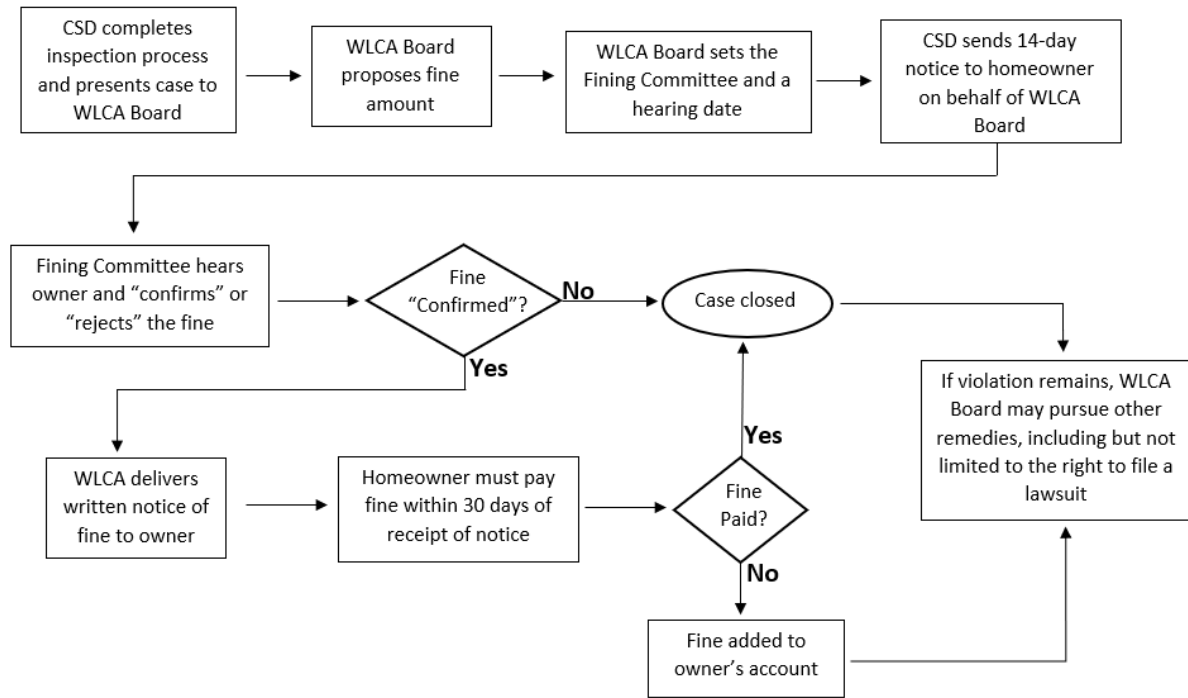 CSD completes
inspection process
and presents case to
WLCA Board
WLCA Board
proposes fine
amount
WLCA Board sets the
Fining Committee and a
hearing date
CSD sends 14-day
notice to homeowner
on behalf of WLCA
Board
Fining Committee hears
owner and “confirms” or
“rejects” the fine
Fine
“Confirmed”?
No
Case closed
Yes
If violation remains, WLCA
Board may pursue other
remedies, including but not
limited to the right to file a
lawsuit
WLCA delivers
written notice of
fine to owner
Homeowner must pay
fine within 30 days of
receipt of notice
Fine
Paid?
Yes
No
Fine added to
owner’s account